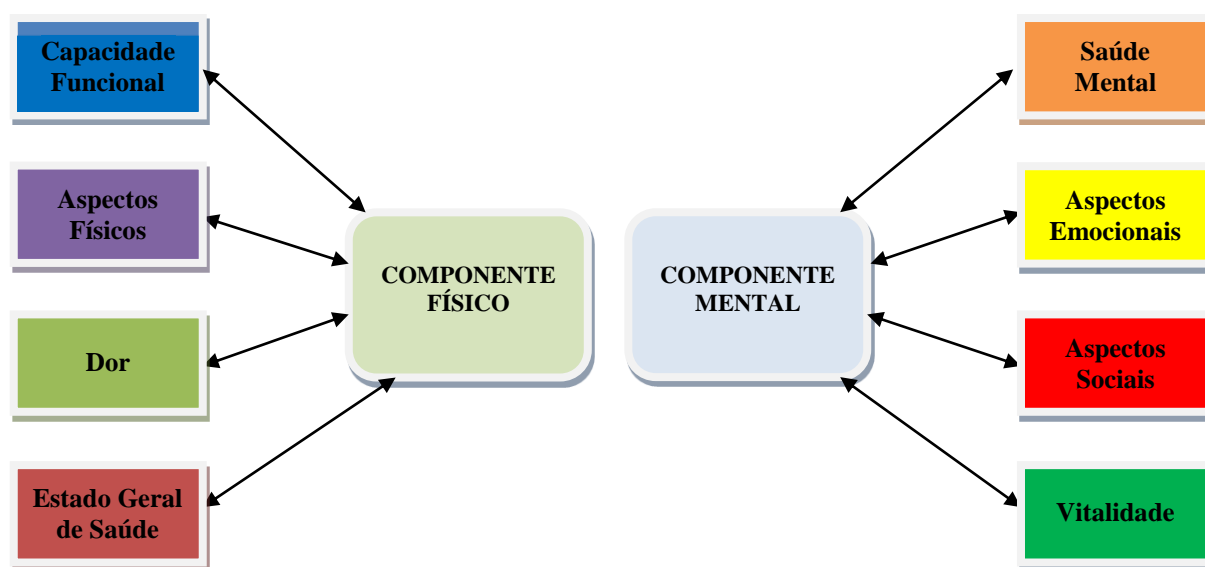 Capacidade
Funcional
Aspectos
Físicos
Dor
Estado Geral
de Saúde
COMPONENTE
FÍSICO
COMPONENTE
MENTAL
Saúde
Mental
Aspectos
Emocionais
Aspectos
Sociais
Vitalidade